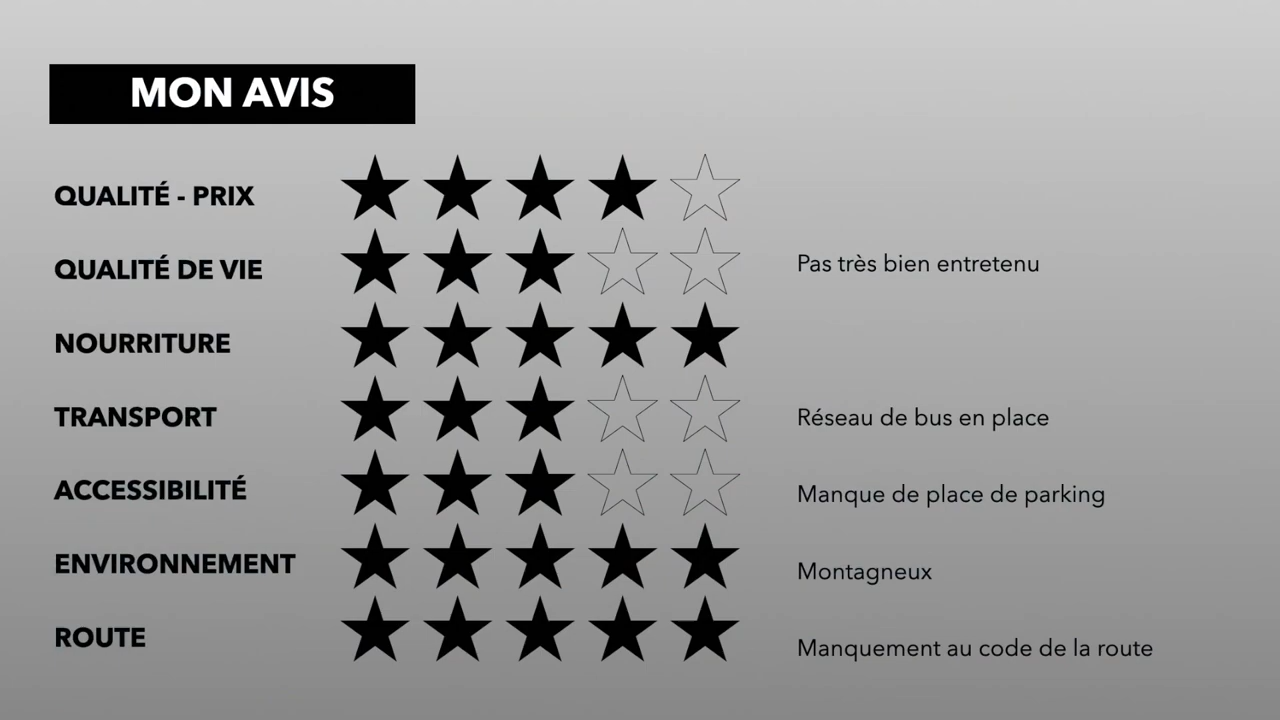 MON AVIS
QUALITÉ - PRIX
QUALITÉ DE VIE
Pas très bien entretenu
NOURRITURE
TRANSPORT
Réseau de bus en place
ACCESSIBILITÉ
Manque de place de parking
ENVIRONNEMENT
Montagneux
ROUTE
Manquement au code de la route